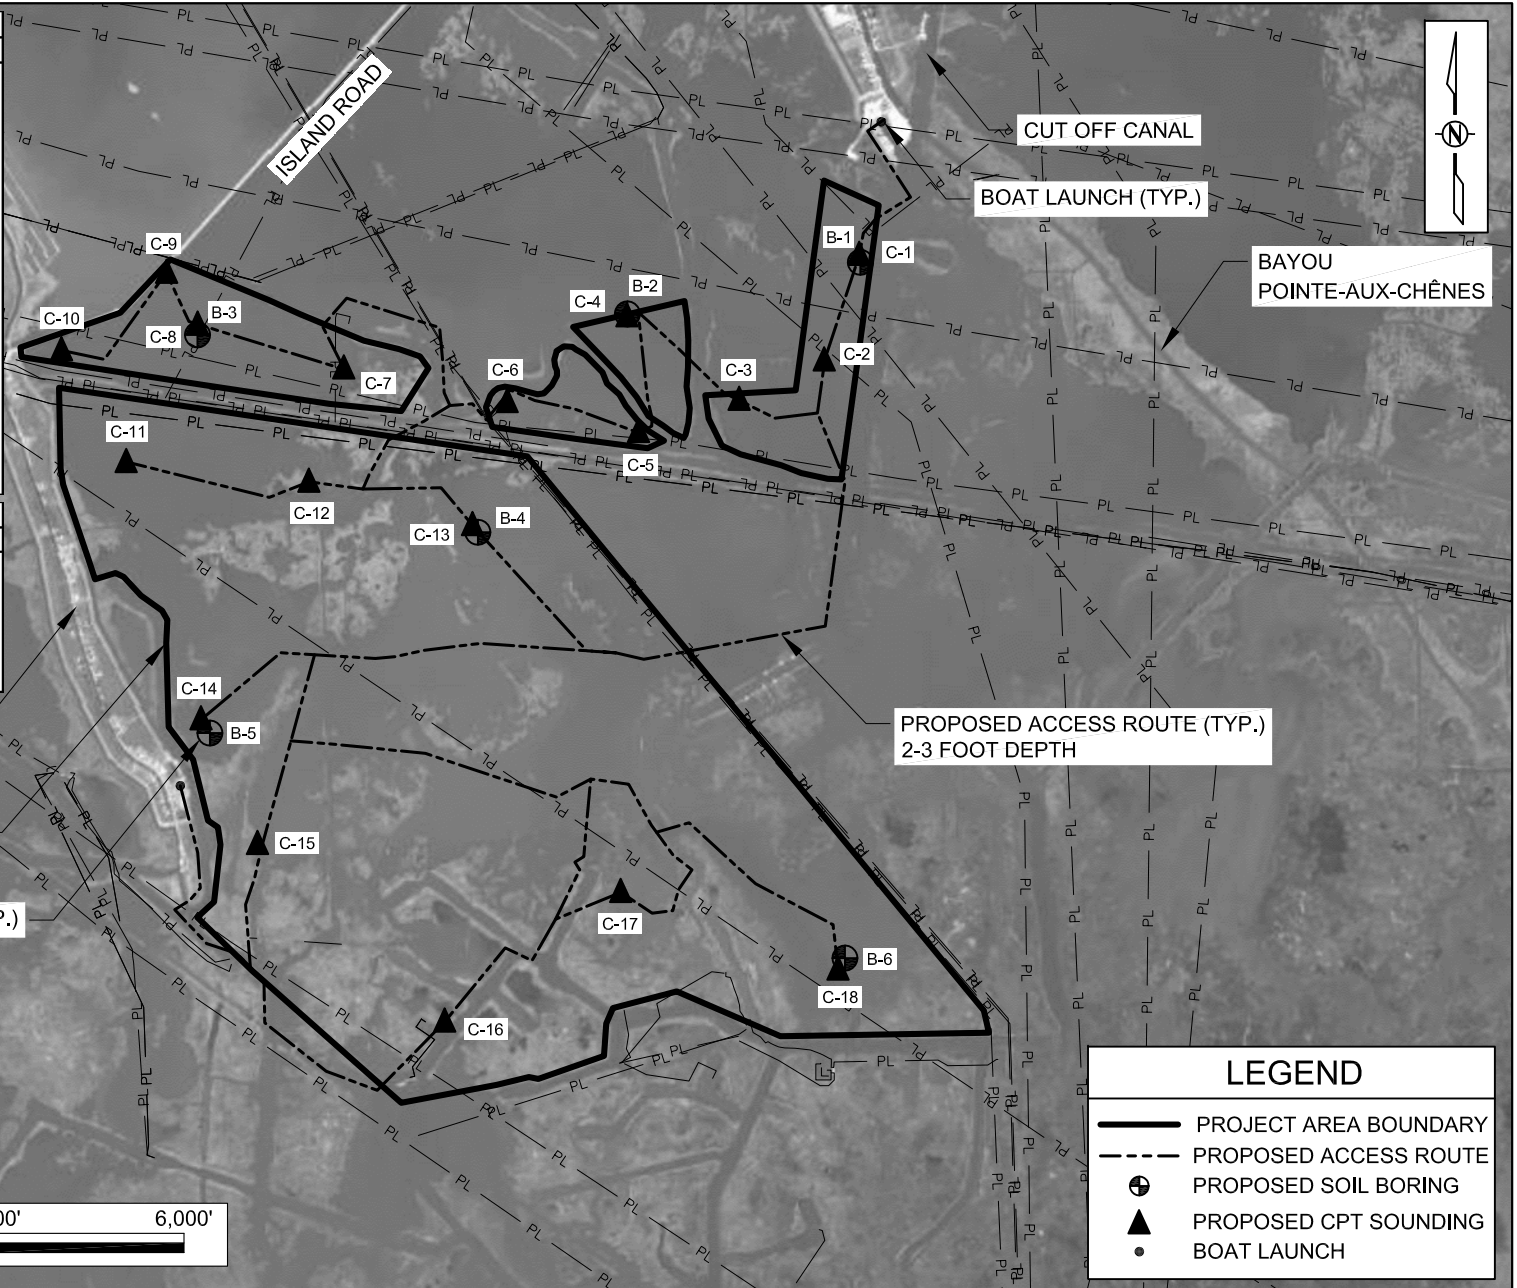 ISLAND ROAD
CUT OFF CANAL
N
BOAT LAUNCH (TYP.)
BAYOU
POINTE-AUX-CHÊNES
B-1
C-1
C-9
B-2
C-4
C-10
B-3
C-8
C-2
C-6
C-3
C-7
C-11
C-5
C-12
B-4
C-13
C-14
B-5
PROPOSED ACCESS ROUTE (TYP.)
2-3 FOOT DEPTH
C-15
P.)
C-17
B-6
C-18
C-16
PL
LEGEND
PROJECT AREA BOUNDARY
PROPOSED ACCESS ROUTE
PROPOSED SOIL BORING
PROPOSED CPT SOUNDING
BOAT LAUNCH
00' 6,000'